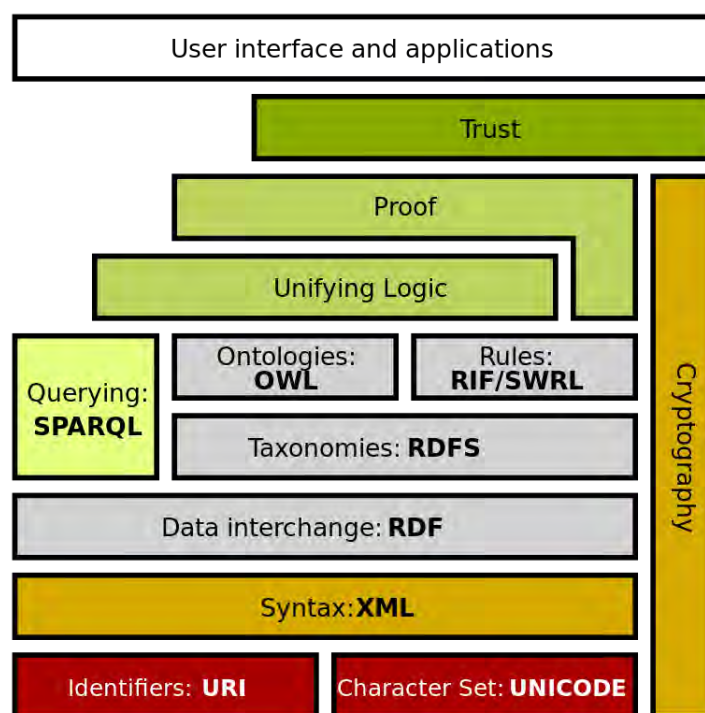 User interface and applications
Trust
Proof
Unifying Logic
Ontologies:
OWL
Rules:
RIF/SWRL
Querying:
SPARQL
Taxonomies: RDFS
Cryptography
Data interchange: RDF
Syntax:XML
Identifiers: URI
Character Set: UNICODE